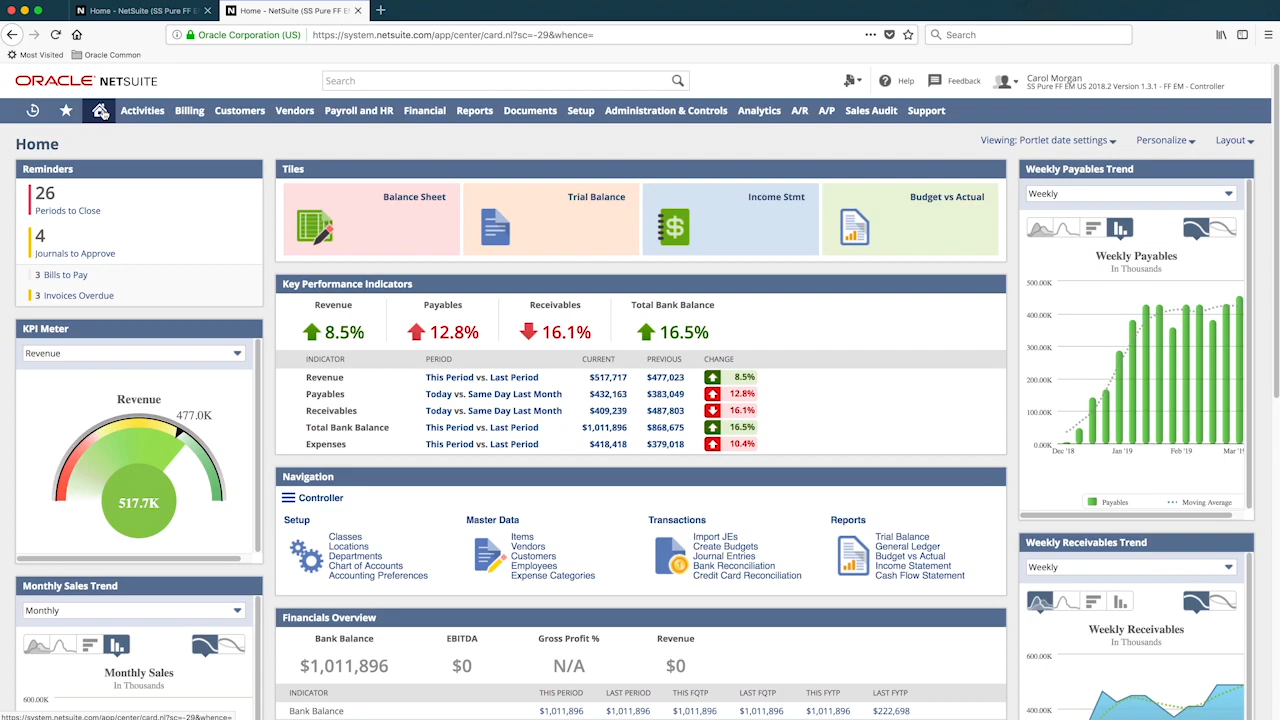 Home - NetSuite (SS Pure FF E
Home - NetSuite (SS Pure FF E
Oracle Corporation (US)
https://system.netsuite.com/app/center/card.nl?sc=-29&whence=
Search
Most Visited
Oracle Common
ORACLE NETSUITE
Search
Help
Feedback
Carol Morgan
SS Pure FF EM US 2018.2 Version 1.3.1 - FF EM - Controller
Activities Billing Customers Vendors Payroll and HR Financial Reports Documents Setup Administration & Controls Analytics A/R A/P Sales Audit Support
Home
Viewing: Portlet date settings
Personalize
Layout
Reminders
26
Periods to Close
4
Journals to Approve
3 Bills to Pay
3 Invoices Overdue
KPI Meter
Revenue
Revenue
477.0K
517.7K
Monthly Sales Trend
Monthly
Monthly Sales
In Thousands
600.00K
Tiles
Balance Sheet
Trial Balance
Income Stmt
Budget vs Actual
Key Performance Indicators
Revenue Payables Receivables Total Bank Balance
8.5% 12.8% 16.1% 16.5%
INDICATOR PERIOD CURRENT PREVIOUS CHANGE
Revenue This Period vs. Last Period $517,717 $477,023 8.5%
Payables Today vs. Same Day Last Month $432,163 $383,049 12.8%
Receivables Today vs. Same Day Last Month $409,239 $487,803 16.1%
Total Bank Balance This Period vs. Last Period $1,011,896 $868,675 16.5%
Expenses This Period vs. Last Period $418,418 $379,018 10.4%
Navigation
Controller
Setup
Classes
Locations
Departments
Chart of Accounts
Accounting Preferences
Master Data
Items
Vendors
Customers
Employees
Expense Categories
Transactions
Import JEs
Create Budgets
Journal Entries
Bank Reconciliation
Credit Card Reconciliation
Reports
Trial Balance
General Ledger
Budget vs Actual
Income Statement
Cash Flow Statement
Financials Overview
Bank Balance EBITDA Gross Profit % Revenue
$1,011,896 $0 N/A $0
INDICATOR THIS PERIOD LAST PERIOD THIS FQTP LAST FQTP THIS FYTP LAST FYTP
Bank Balance $1,011,896 $1,011,896 $1,011,896 $1,011,896 $1,011,896 $222,698
Weekly Payables Trend
Weekly
Weekly Payables
In Thousands
500.00K
400.00K
300.00K
200.00K
100.00K
0.00K
Dec '18 Jan '19 Feb '19 Mar '19
Payables Moving Average
Weekly Receivables Trend
Weekly
Weekly Receivables
In Thousands
600.00K
400.00K
https://system.netsuite.com/app/center/card.nl?sc=-29&whence=